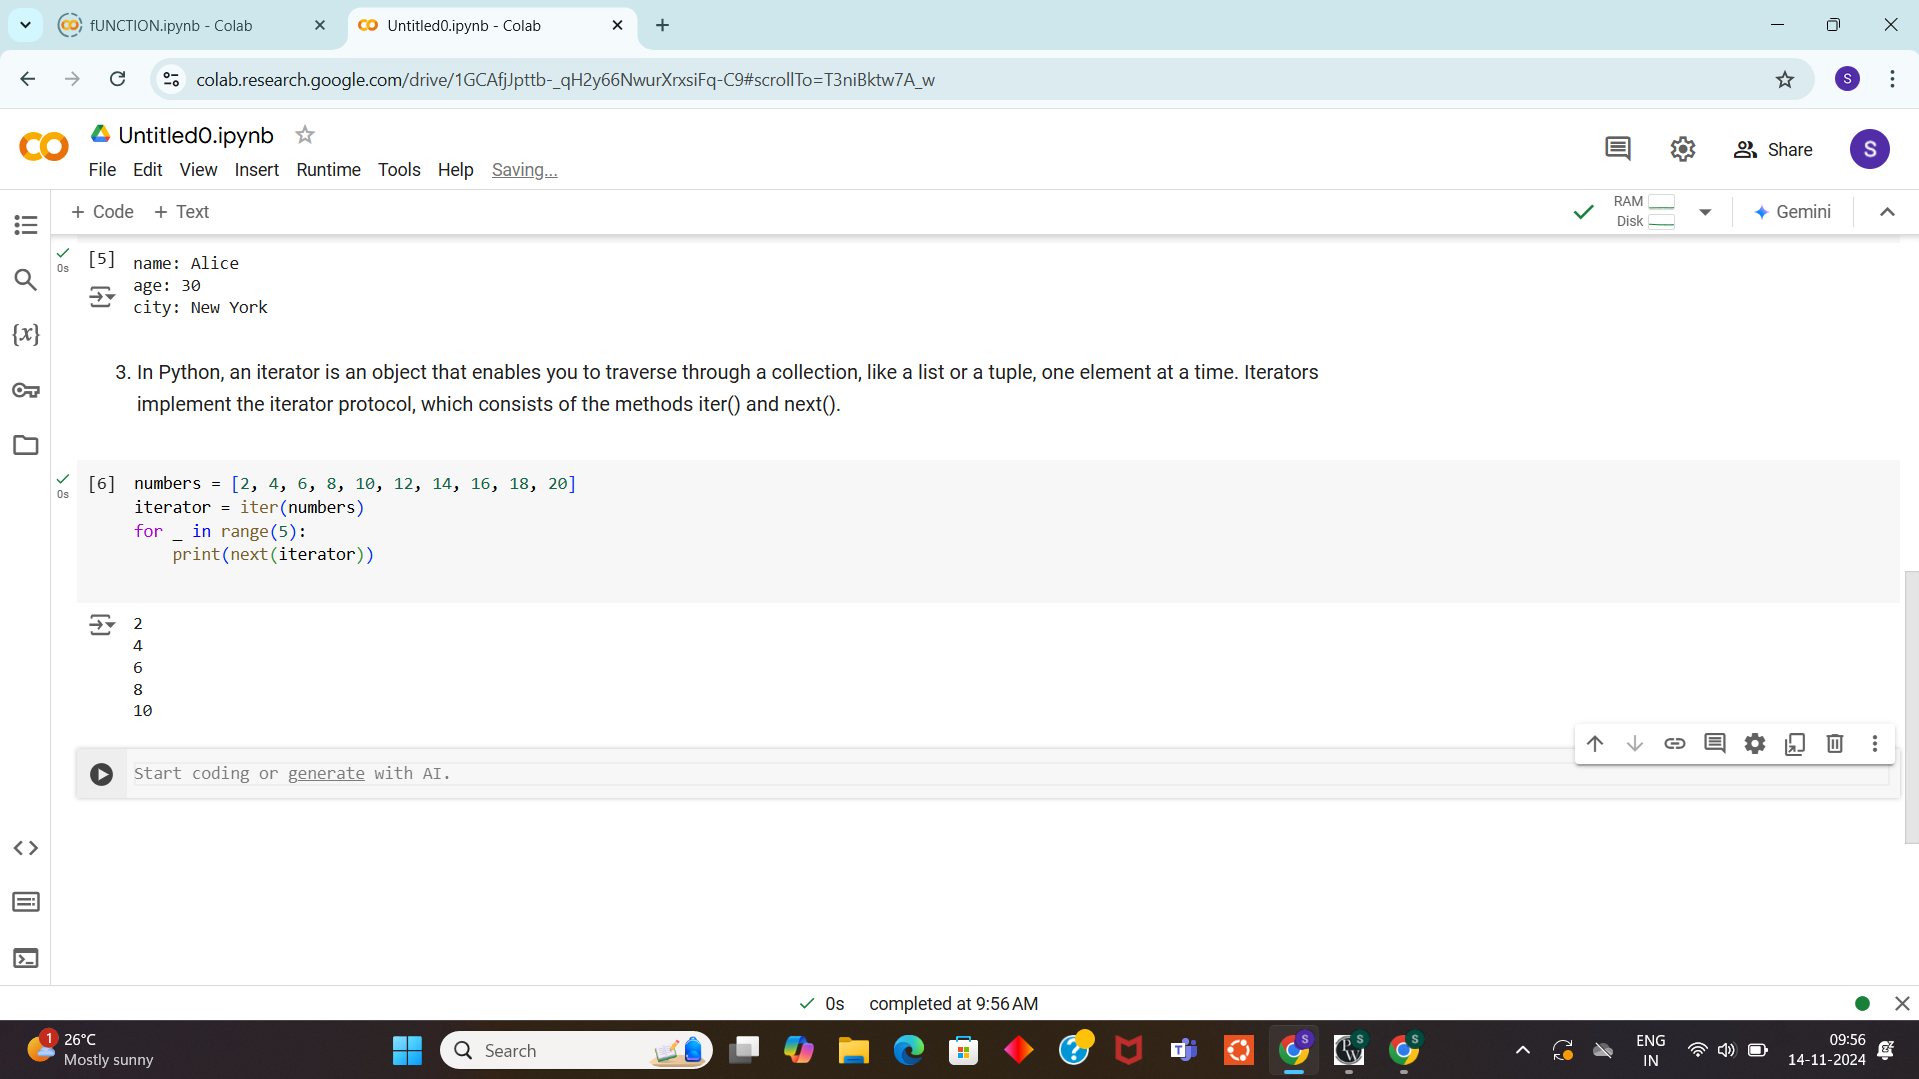 fUNCTION.ipynb - Colab
Untitled0.ipynb - Colab
colab.research.google.com/drive/1GCAfjJpttb-_qH2y66NwurXrxsiFq-C9#scrollTo=T3niBktw7A_w
S
CO
Untitled0.ipynb
File Edit View Insert Runtime Tools Help Saving...
Share
S
+ Code + Text
RAM
Disk
Gemini
0s
[5] name: Alice
age: 30
city: New York
{x}
3. In Python, an iterator is an object that enables you to traverse through a collection, like a list or a tuple, one element at a time. Iterators
implement the iterator protocol, which consists of the methods iter() and next().
0s
[6] numbers = [2, 4, 6, 8, 10, 12, 14, 16, 18, 20]
iterator = iter(numbers)
for _ in range(5):
print(next(iterator))
2
4
6
8
10
Start coding or generate with AI.
0s completed at 9:56 AM
1
26°C
Mostly sunny
Search
S
PW
S
S
ENG
IN
09:56
14-11-2024